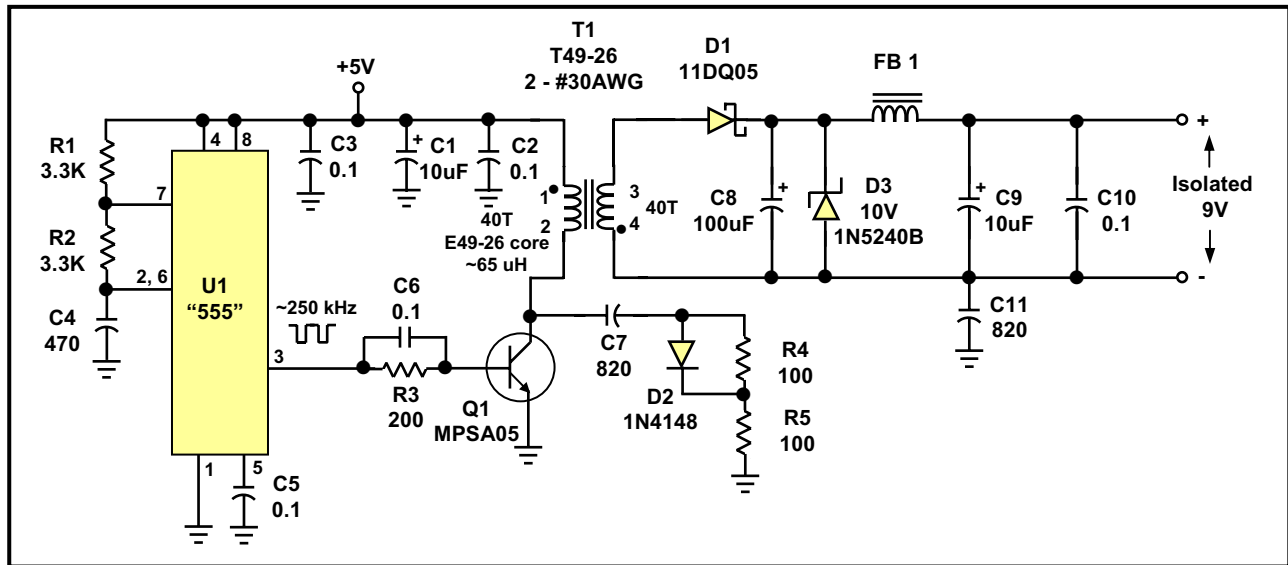 T1
T49-26
2 - #30AWG
D1
11DQ05
FB 1
+5V
R1
3.3K
4
8
C3
0.1
+
C1
10uF
C2
0.1
1
2
3
4
40T
40T
E49-26 core
~65 uH
+
C8
100uF
D3
10V
1N5240B
+
C9
10uF
C10
0.1
+
Isolated
9V
-
7
R2
3.3K
2, 6
C4
470
U1
“555”
~250 kHz
3
C6
0.1
R3
200
Q1
MPSA05
C7
820
D2
1N4148
R4
100
R5
100
C11
820
1
5
C5
0.1